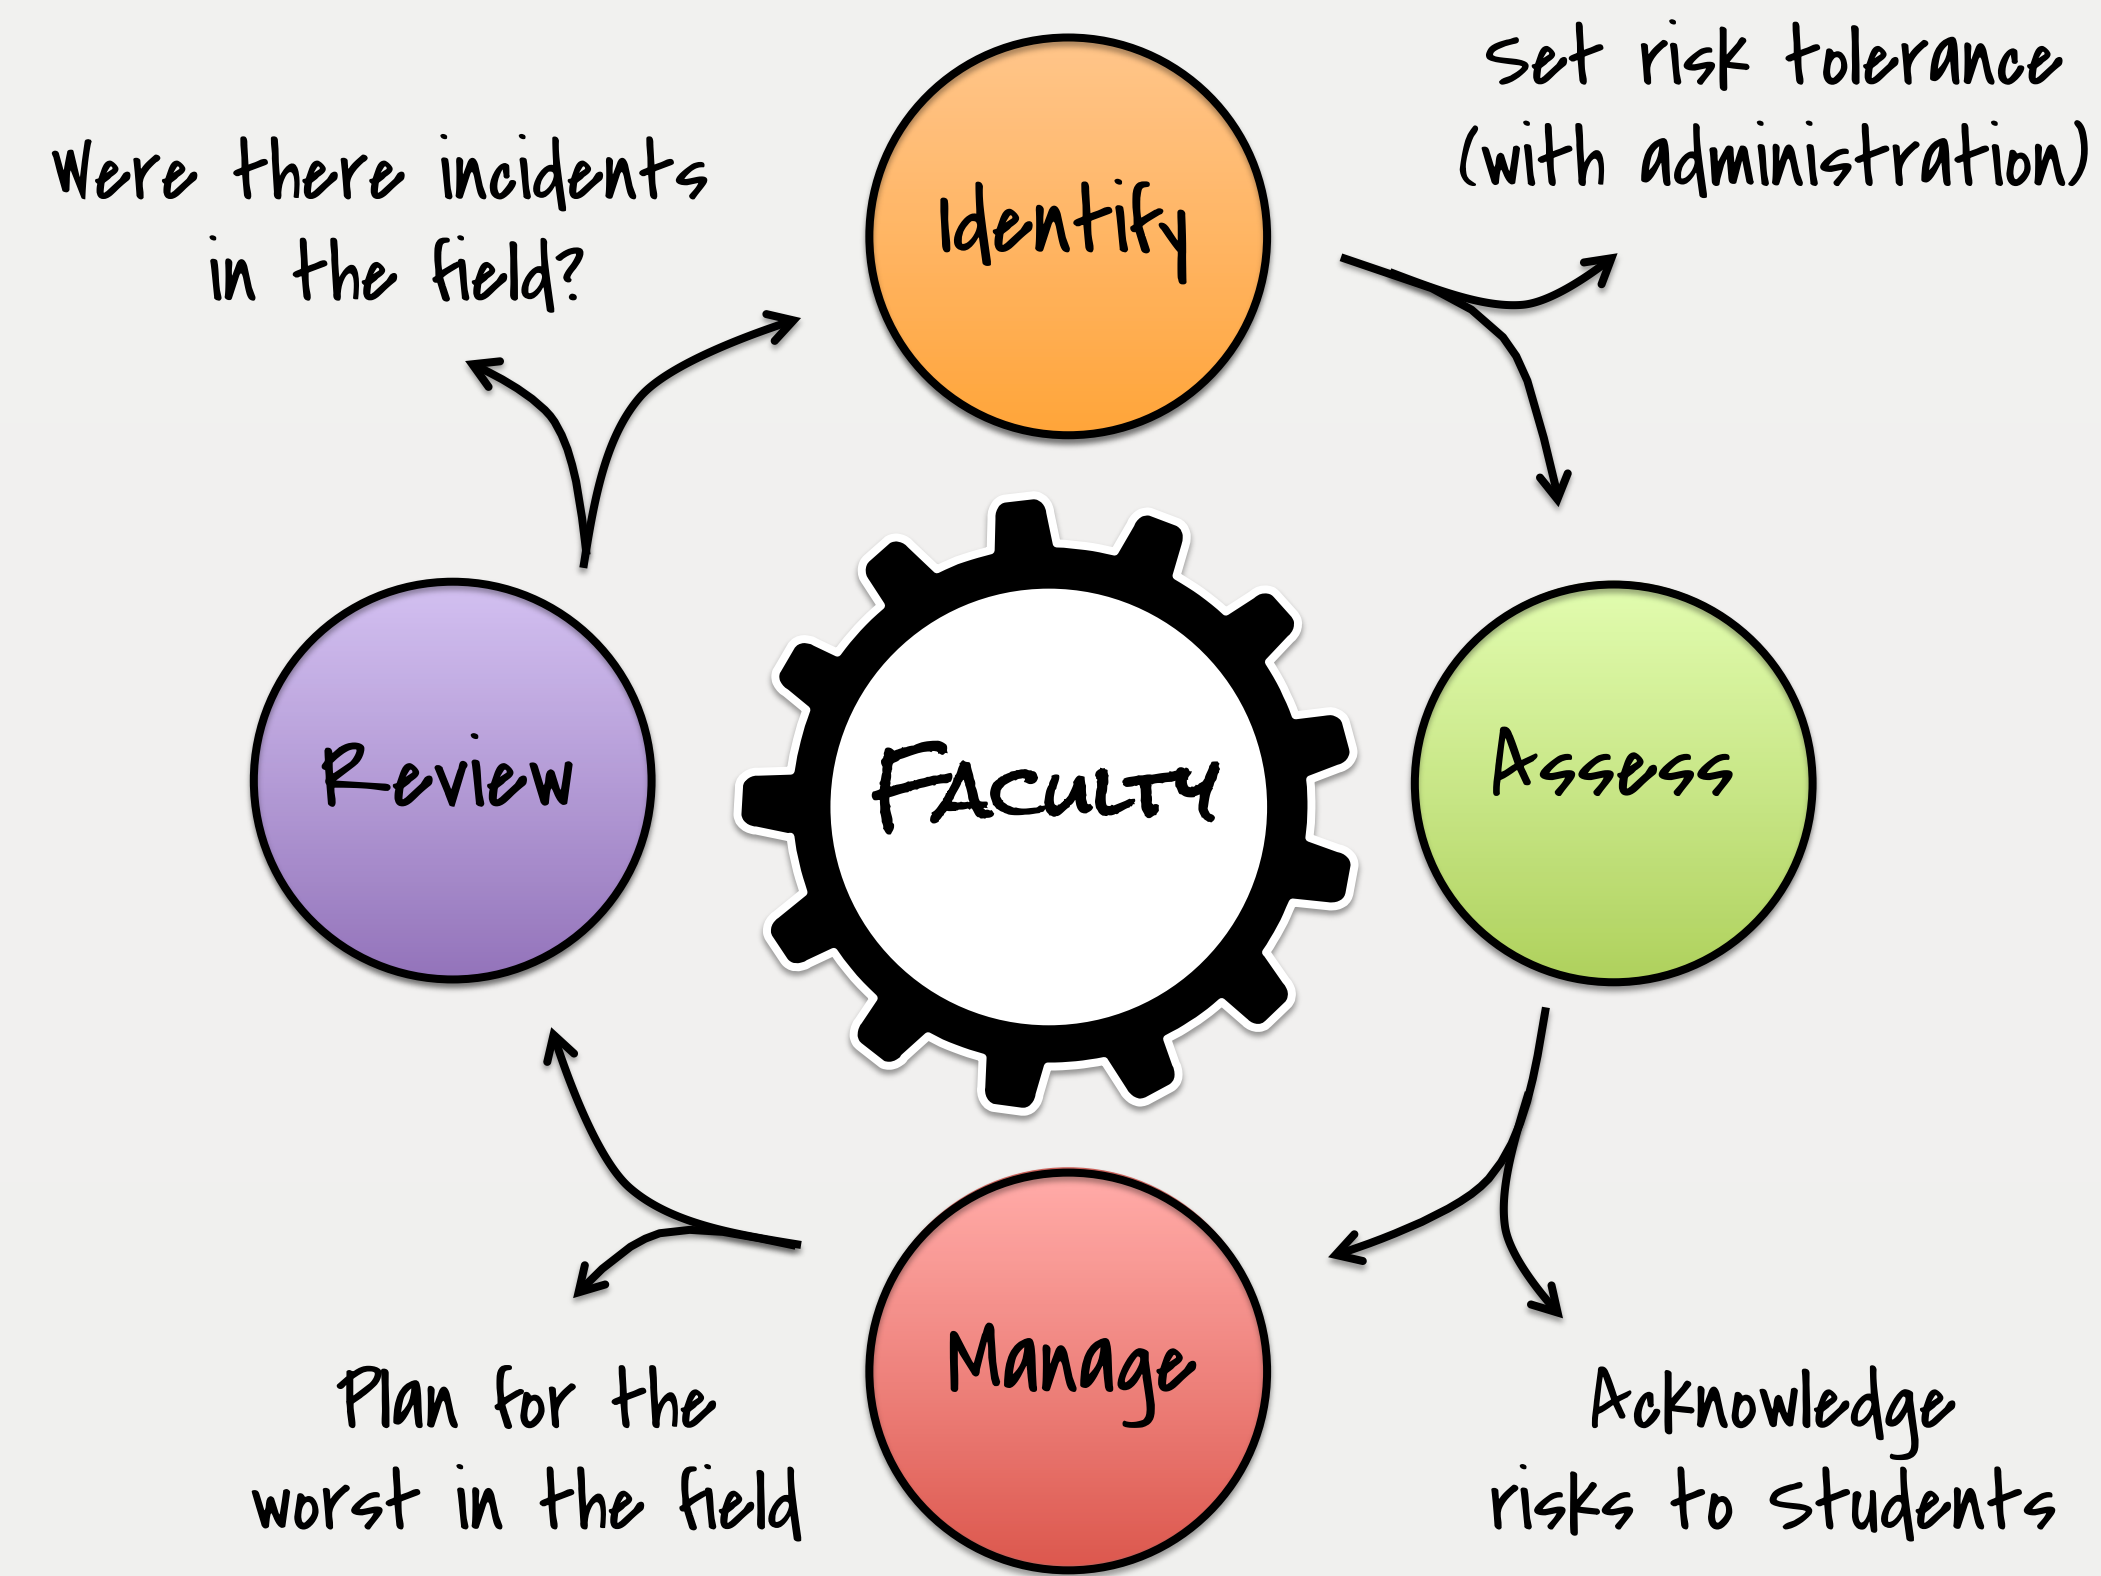 Set risk tolerance
(with administration)
Were there incidents
in the field?
Identify
Review
Faculty
Assess
Manage
Plan for the
worst in the field
Acknowledge
risks to Students